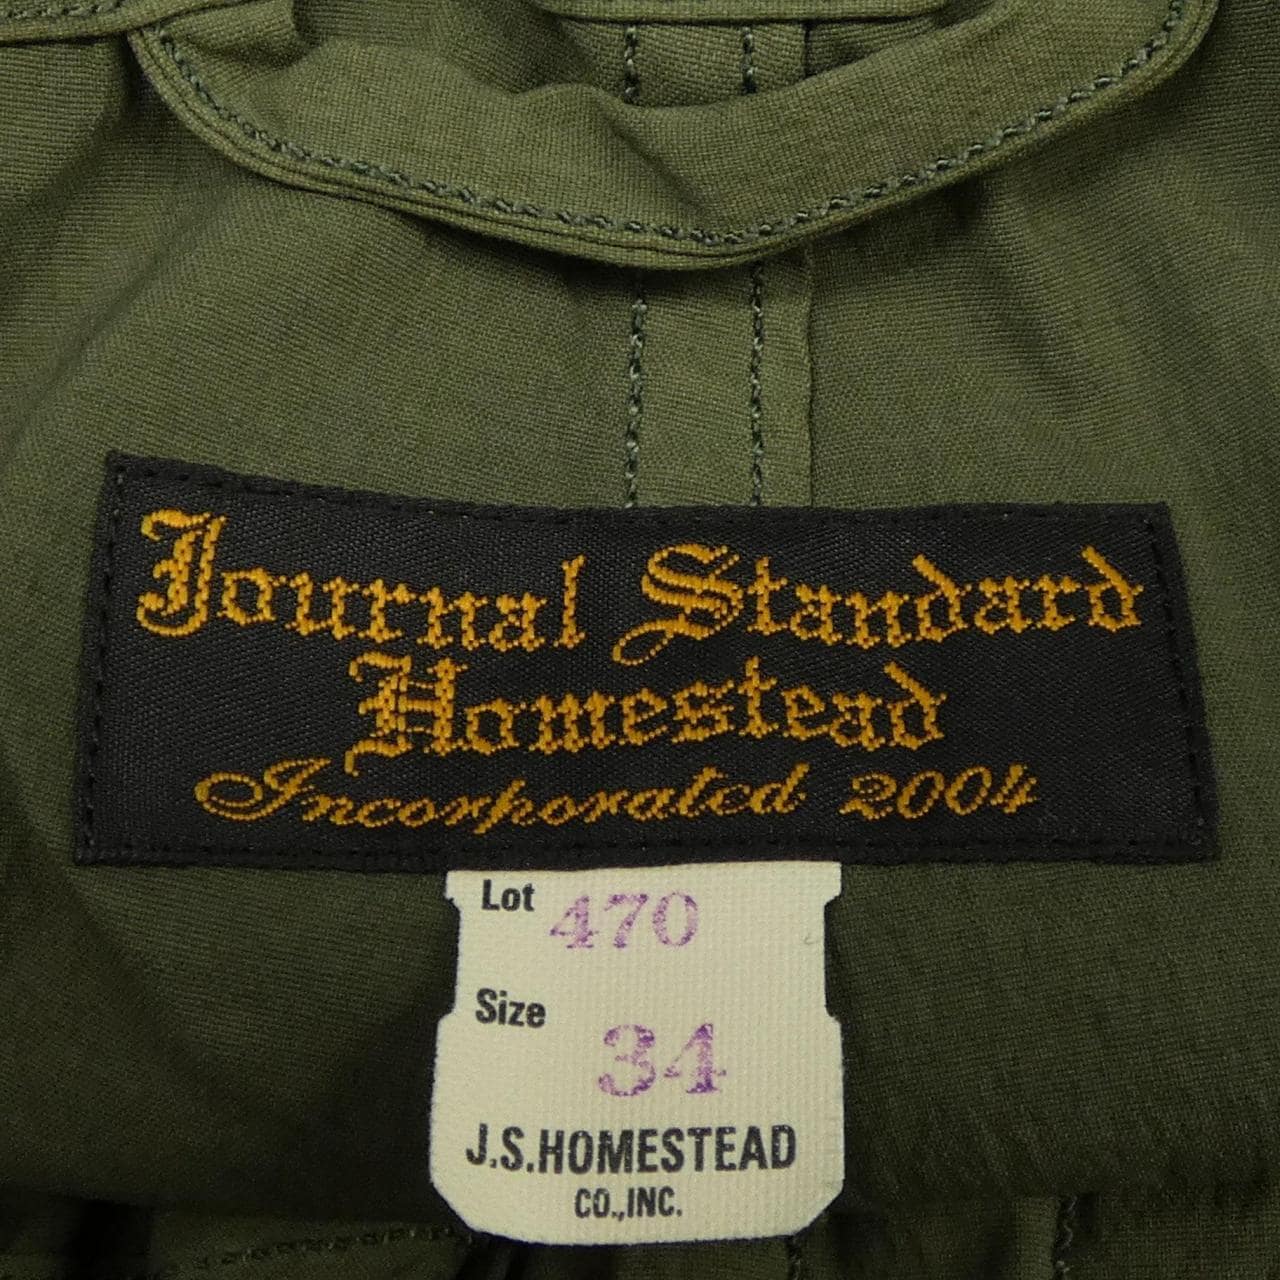 Journal Standard
Homestead
Incorporated 2004
Lot 470
Size 34
J.S.HOMESTEAD
CO.,INC.